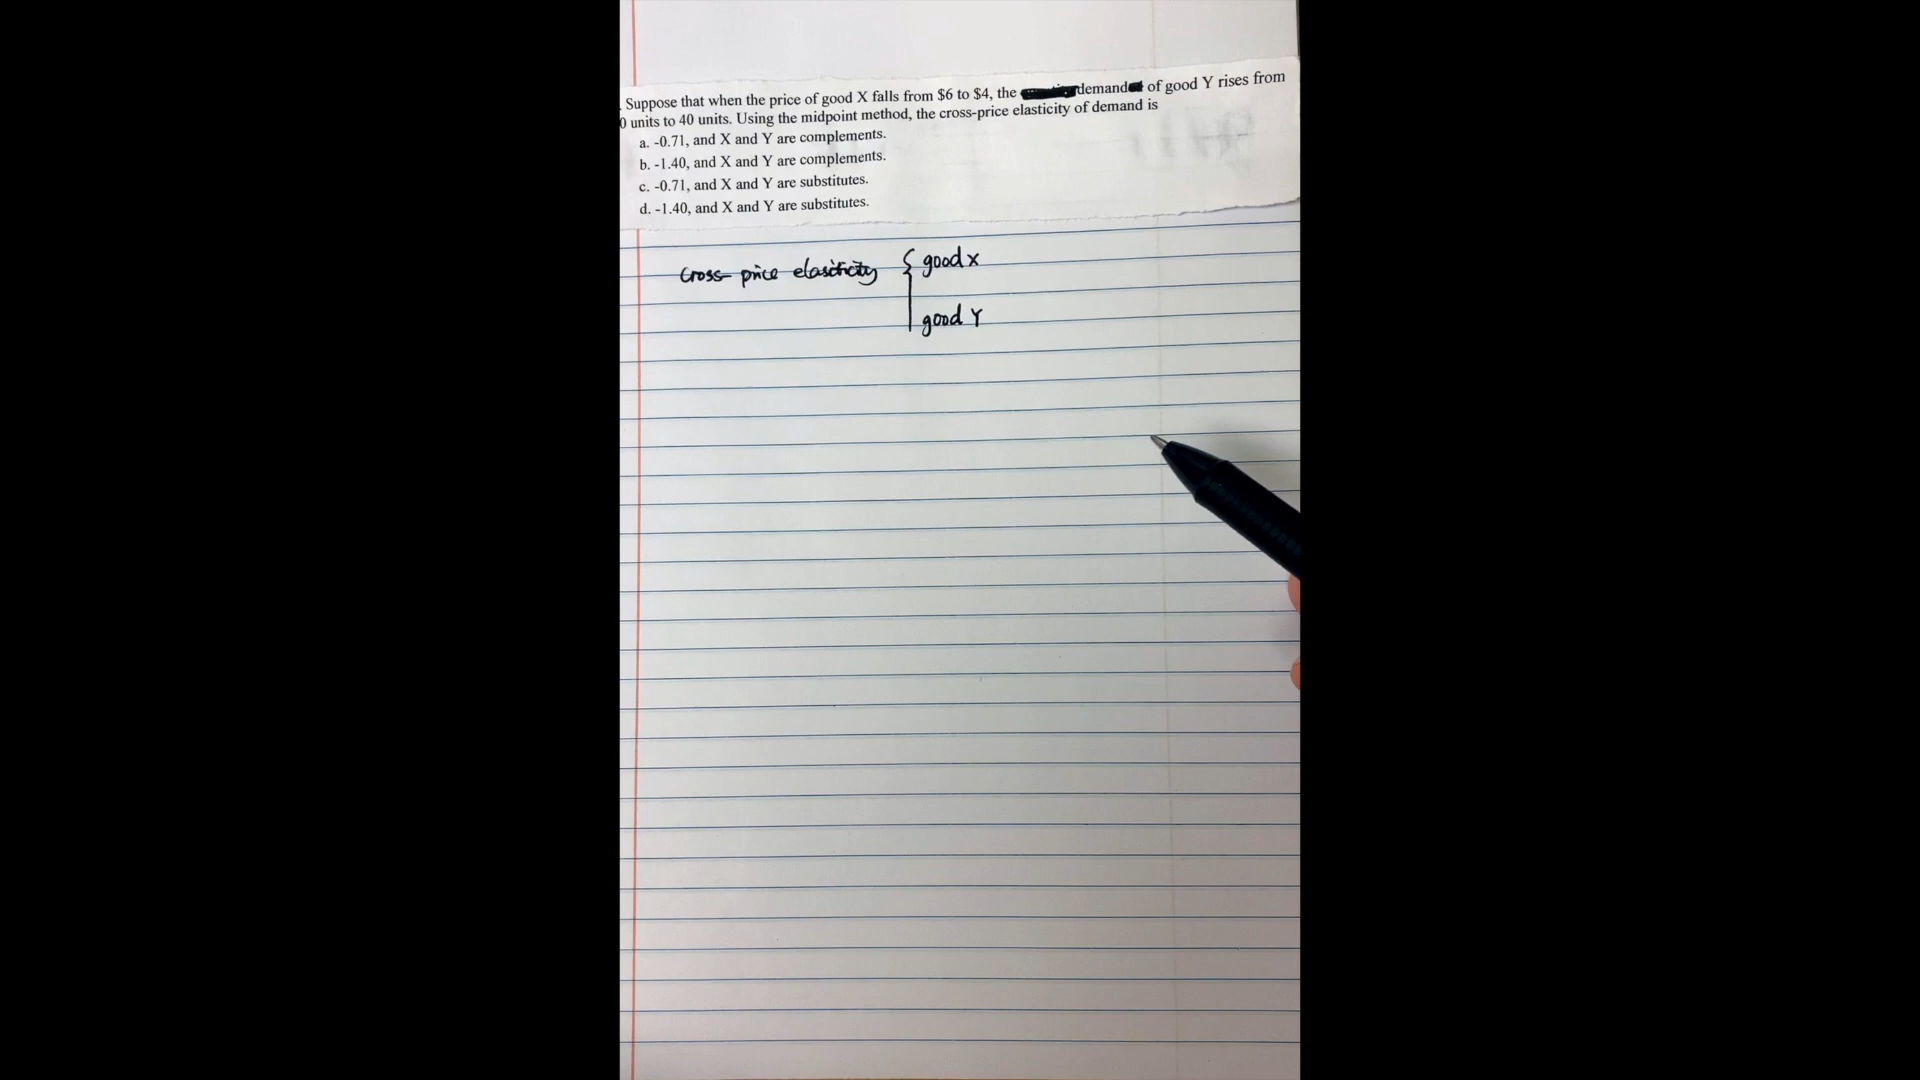 Suppose that when the price of good X falls from $6 to $4, the demand of good Y rises from
0 units to 40 units. Using the midpoint method, the cross-price elasticity of demand is
a. -0.71, and X and Y are complements.
b. -1.40, and X and Y are complements.
c. -0.71, and X and Y are substitutes.
d. -1.40, and X and Y are substitutes.
cross-price elasticity { good x
good Y